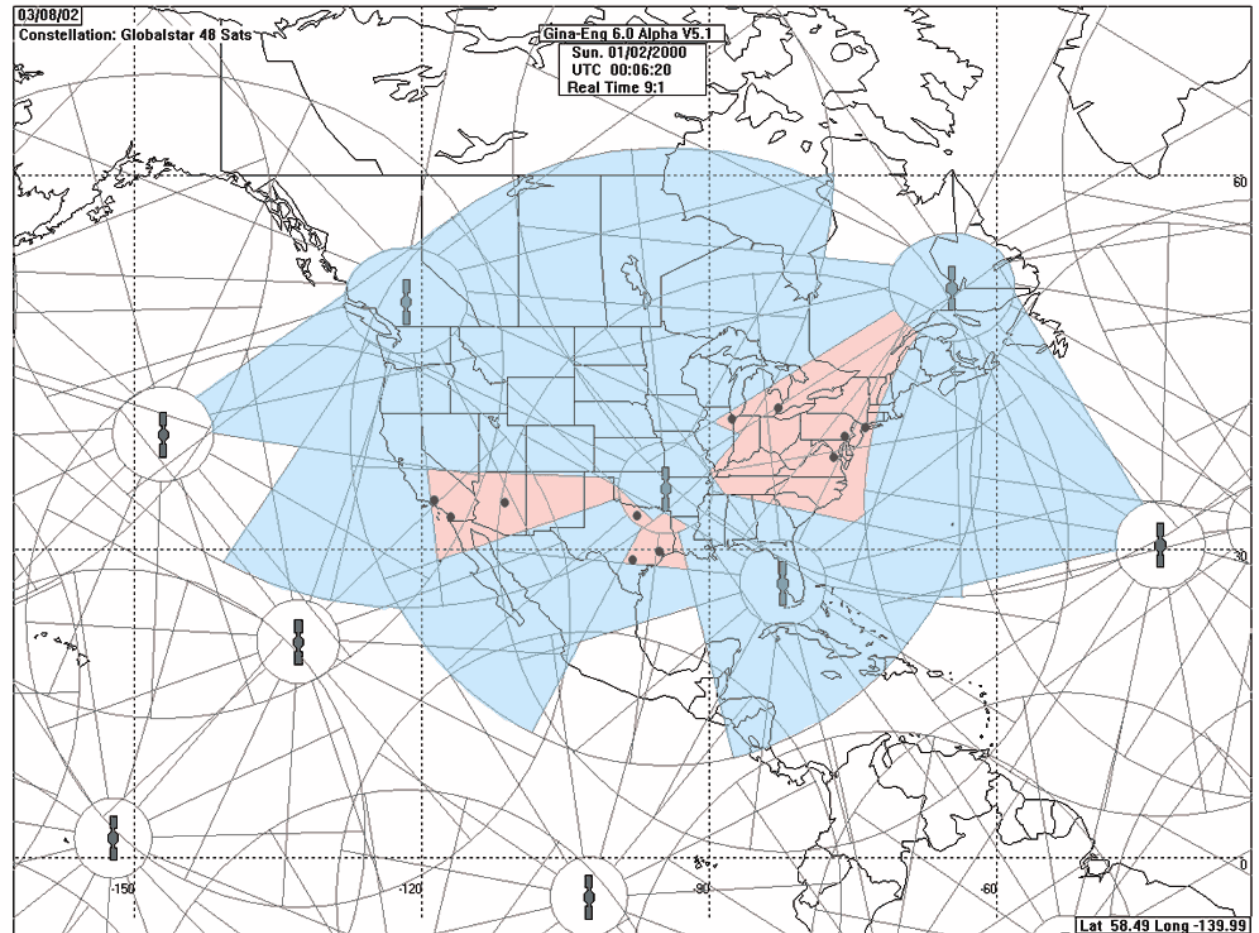 03/08/02
Constellation: Globalstar 48 Sats
Gina-Eng 6.0 Alpha V5.1
Sun. 01/02/2000
UTC 00:06:20
Real Time 9:1
60
30
0
-150
-120
-90
-60
Lat 58.49 Long -139.99